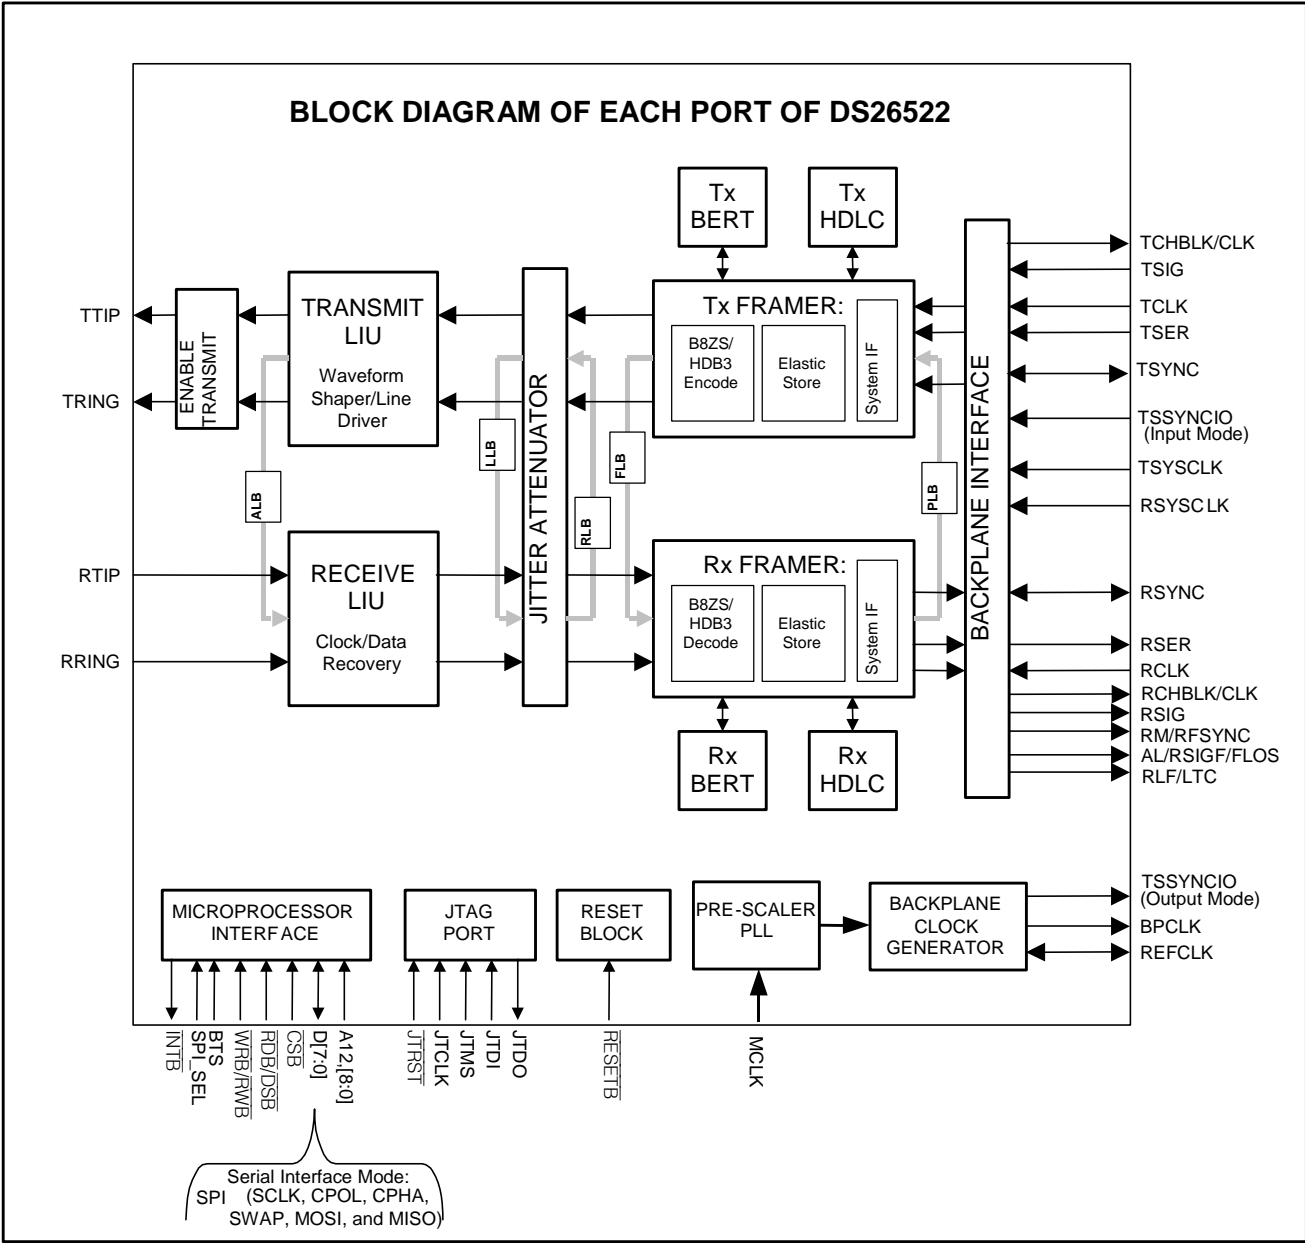 BLOCK DIAGRAM OF EACH PORT OF DS26522
Tx
BERT
Tx
HDLC
TTIP
TRING
ENABLE
TRANSMIT
TRANSMIT
LIU
Waveform
Shaper/Line
Driver
JITTER ATTENUATOR
Tx FRAMER:
B8ZS/
HDB3
Encode
Elastic
Store
System IF
BACKPLANE INTERFACE
TCHBLK/CLK
TSIG
TCLK
TSER
TSYNC
TSSYNCIO
(Input Mode)
TSYSCLK
RSYSCLK
ALB
LLB
RLB
FLB
PLB
RTIP
RRING
RECEIVE
LIU
Clock/Data
Recovery
Rx FRAMER:
B8ZS/
HDB3
Decode
Elastic
Store
System IF
RSYNC
RSER
RCLK
RCHBLK/CLK
RSIG
RM/RFSYNC
AL/RSIGF/FLOS
RLF/LTC
Rx
BERT
Rx
HDLC
MICROPROCESSOR
INTERFACE
JTAG
PORT
RESET
BLOCK
PRE-SCALER
PLL
BACKPLANE
CLOCK
GENERATOR
TSSYNCIO
(Output Mode)
BPCLK
REFCLK
INTB
SPI_SEL
BTS
WRB/RWB
RDB/DSB
CSB
D[7:0]
A12,[8:0]
JTRST
JTCLK
JTMS
JTDI
JTDO
RESETB
MCLK
Serial Interface Mode:
SPI (SCLK, CPOL, CPHA,
SWAP, MOSI, and MISO)